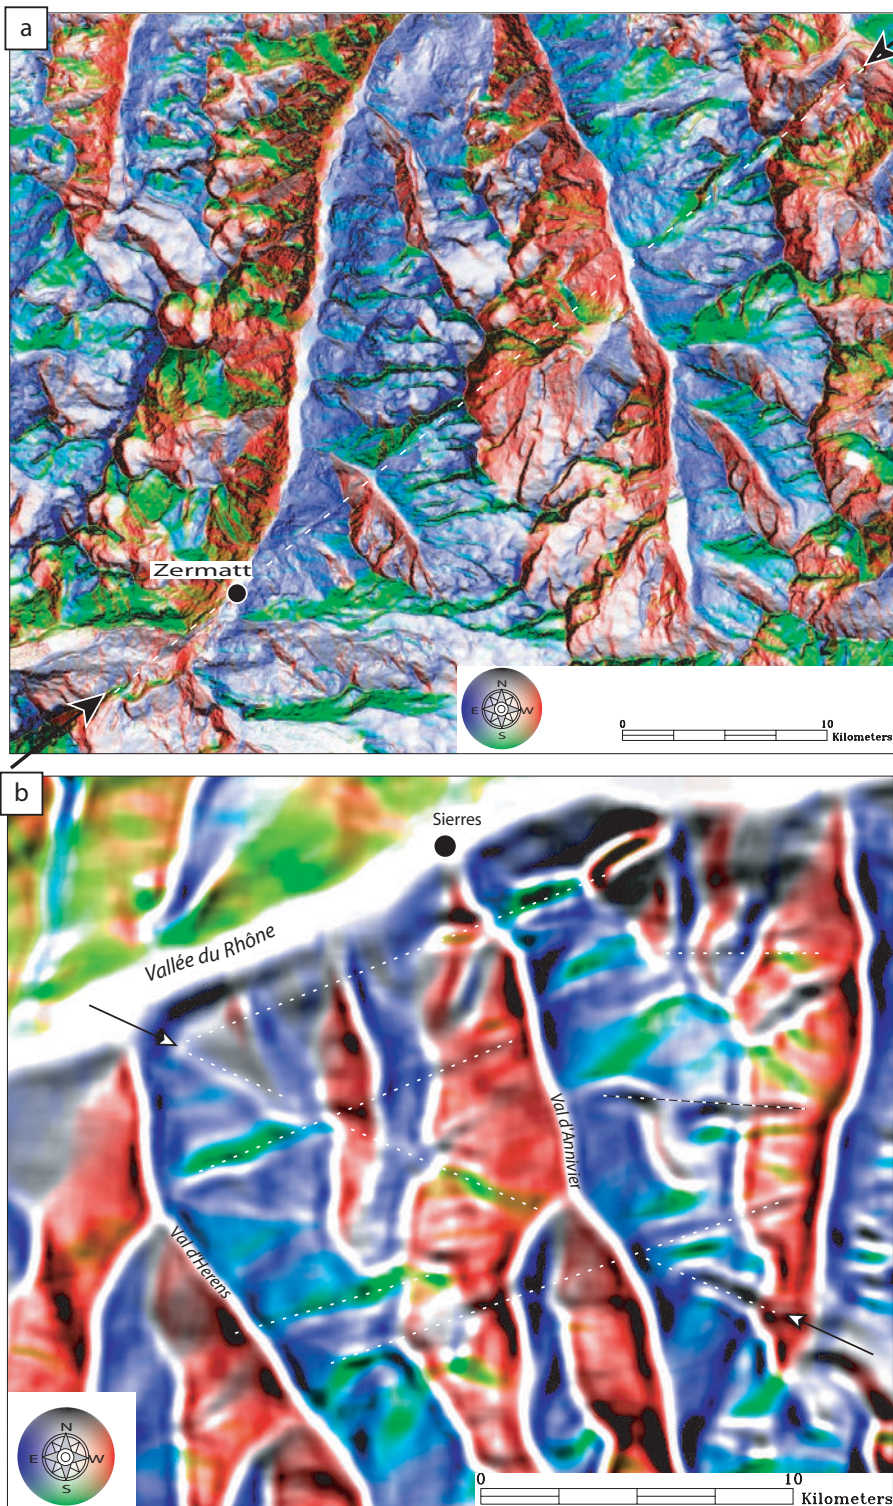 a
Zermatt
N
E
W
S
0
10
Kilometers
b
Sierres
Vallée du Rhône
Val d'Annivier
Val d'Herens
N
E
W
S
0
10
Kilometers